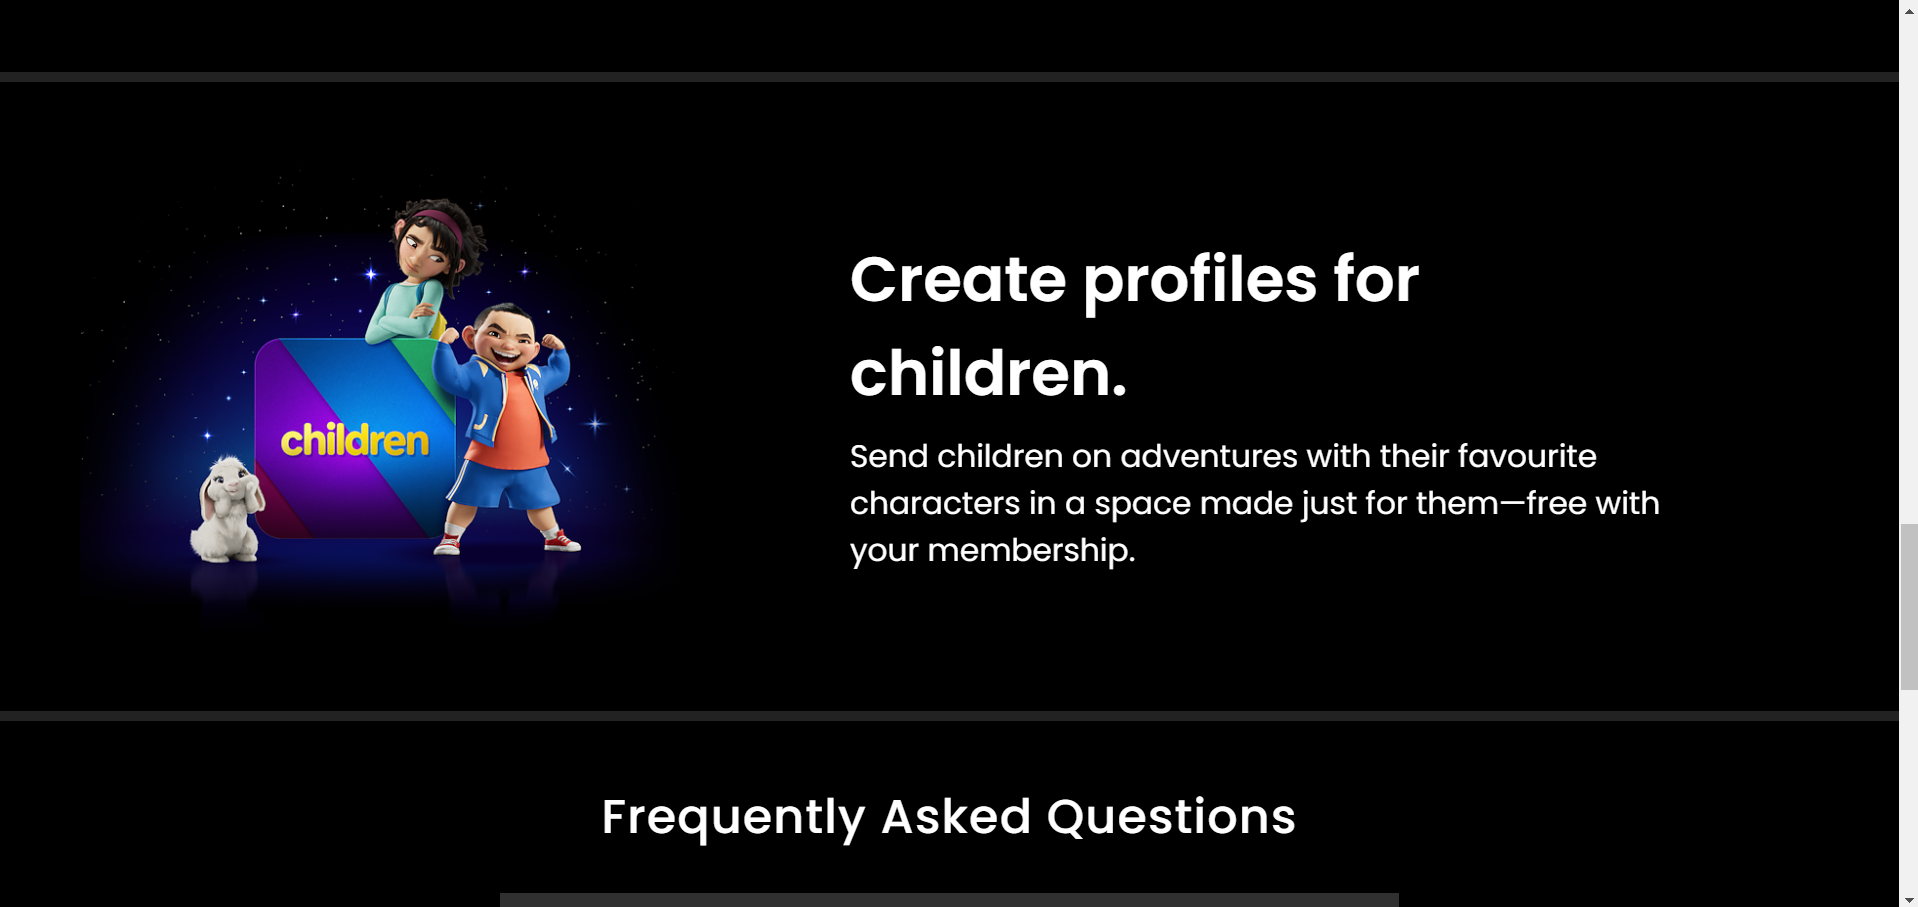 children
Create profiles for
children.
Send children on adventures with their favourite
characters in a space made just for them—free with
your membership.
Frequently Asked Questions